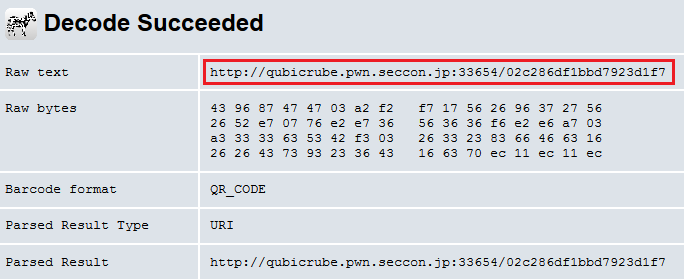 Decode Succeeded
Raw text http://qubicrube.pwn.seccon.jp:33654/02c286df1bbd7923d1f7
Raw bytes 43 96 87 47 47 03 a2 f2 f7 17 56 26 96 37 27 56
26 52 e7 07 76 e2 e7 36 56 36 36 f6 e2 e6 a7 03
a3 33 33 63 53 42 f3 03 26 33 23 83 66 46 63 16
26 26 43 73 93 23 36 43 16 63 70 ec 11 ec 11 ec
Barcode format QR_CODE
Parsed Result Type URI
Parsed Result http://qubicrube.pwn.seccon.jp:33654/02c286df1bbd7923d1f7